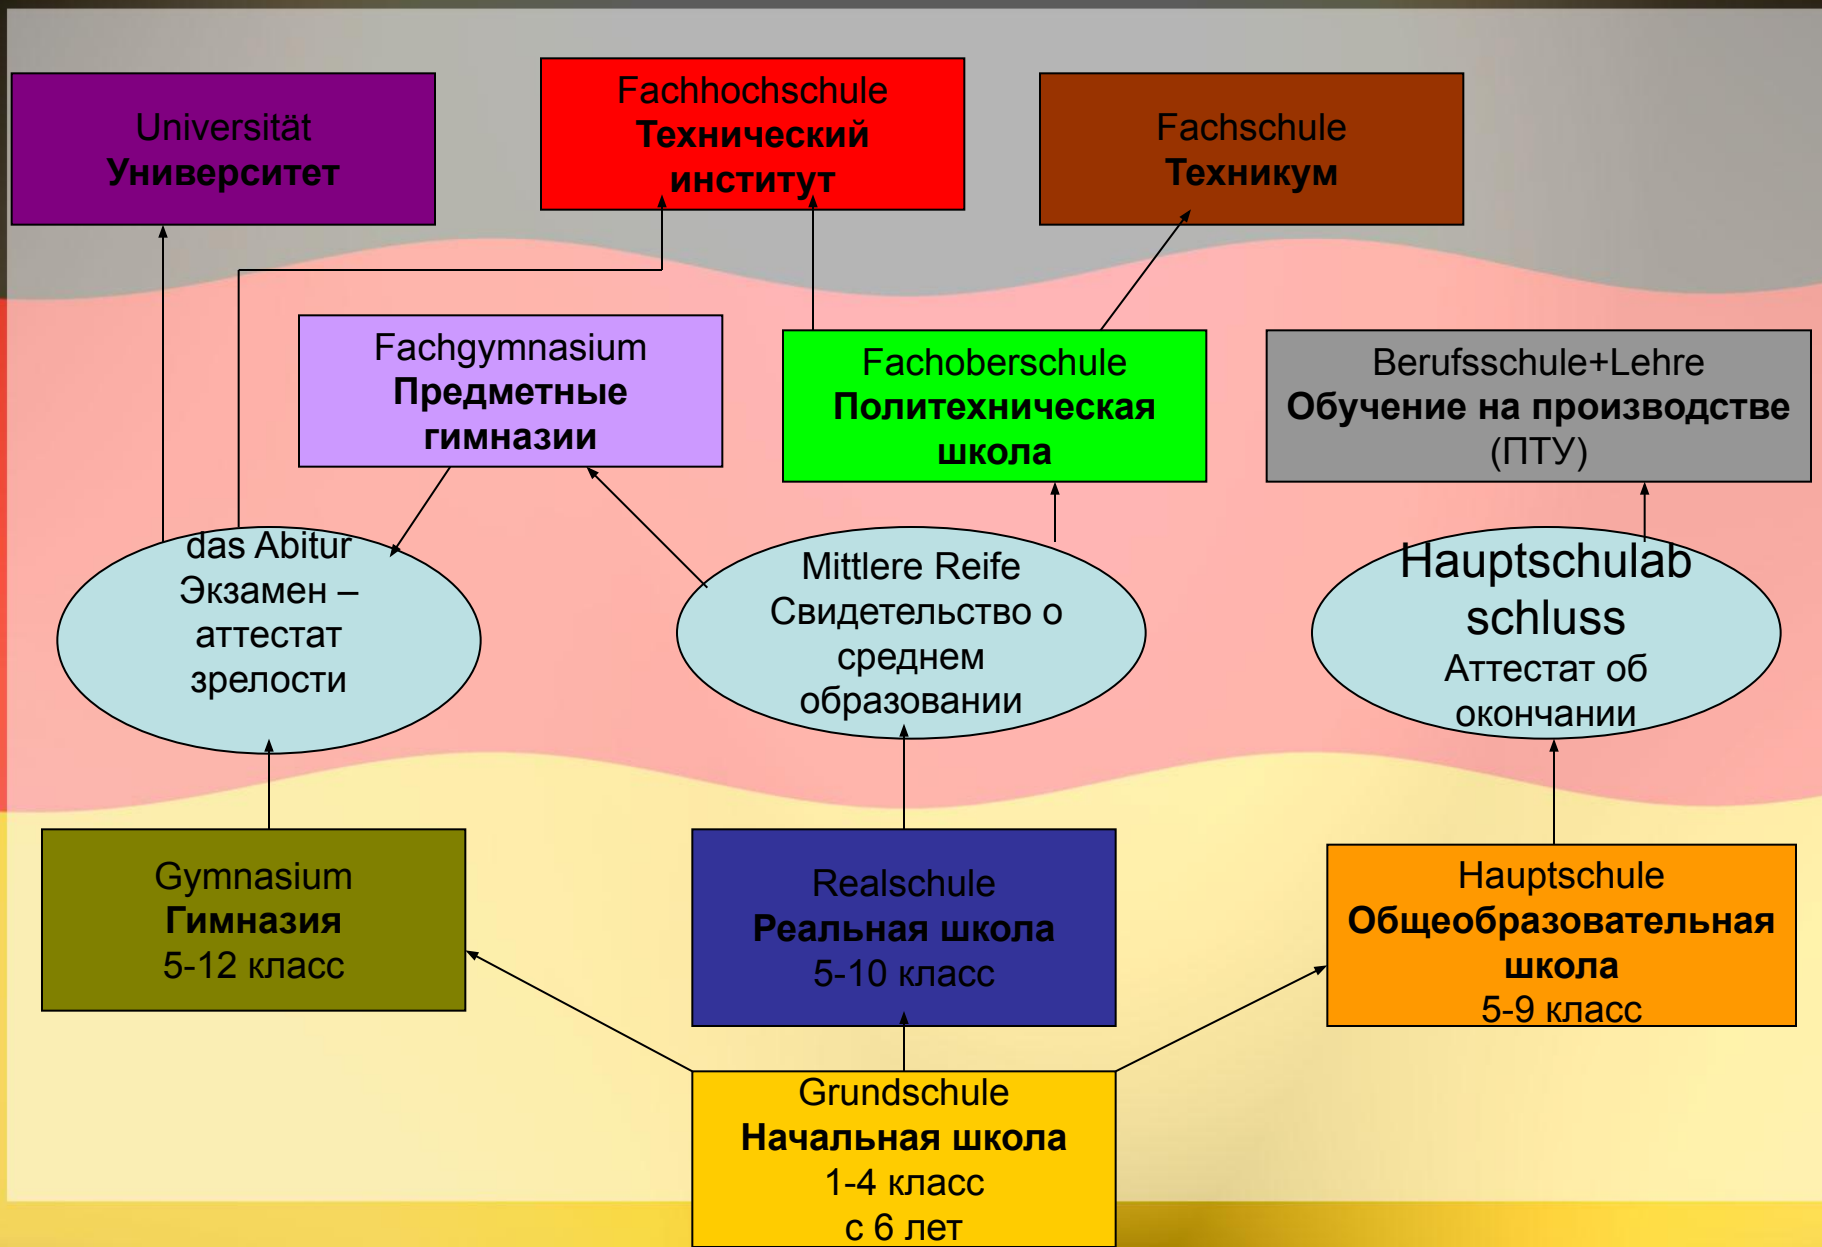 Universität
Университет
Fachhochschule
Технический
институт
Fachschule
Техникум
Fachgymnasium
Предметные
гимназии
Fachoberschule
Политехническая
школа
Berufsschule+Lehre
Обучение на производстве
(ПТУ)
das Abitur
Экзамен –
аттестат
зрелости
Mittlere Reife
Свидетельство о
среднем
образовании
Hauptschulab
schluss
Аттестат об
окончании
Gymnasium
Гимназия
5-12 класс
Realschule
Реальная школа
5-10 класс
Hauptschule
Общеобразовательная
школа
5-9 класс
Grundschule
Начальная школа
1-4 класс
с 6 лет